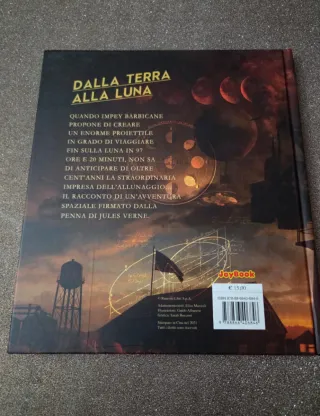 DALLA TERRA
ALLA LUNA
QUANDO IMPEY BARBICANE
PROPONE DI CREARE
UN ENORME PROIETTILE
IN GRADO DI VIAGGIARE
FIN SULLA LUNA IN 97
ORE E 20 MINUTI, NON SA
DI ANTICIPARE DI OLTRE
CENT'ANNI LA STRAORDINARIA
IMPRESA DELL'ALLUNAGGIO.
IL RACCONTO DI UN'AVVENTURA
SPAZIALE FIRMATO DALLA
PENNA DI JULES VERNE.
JoyBook